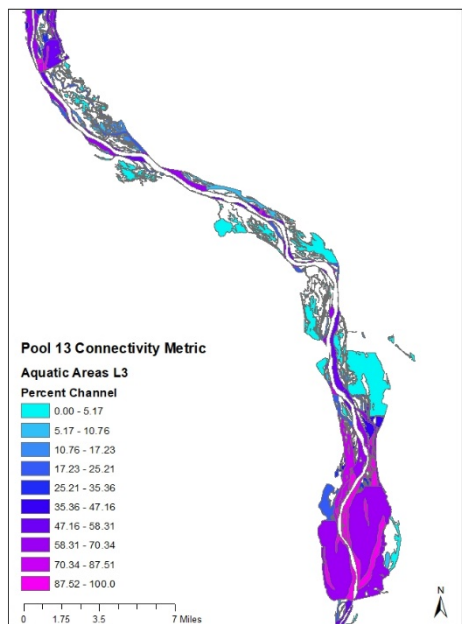 Pool 13 Connectivity Metric
Aquatic Areas L3
Percent Channel
0.00 - 5.17
5.17 - 10.76
10.76 - 17.23
17.23 - 25.21
25.21 - 35.36
35.36 - 47.16
47.16 - 58.31
58.31 - 70.34
70.34 - 87.51
87.52 - 100.0
0 1.75 3.5 7 Miles
N